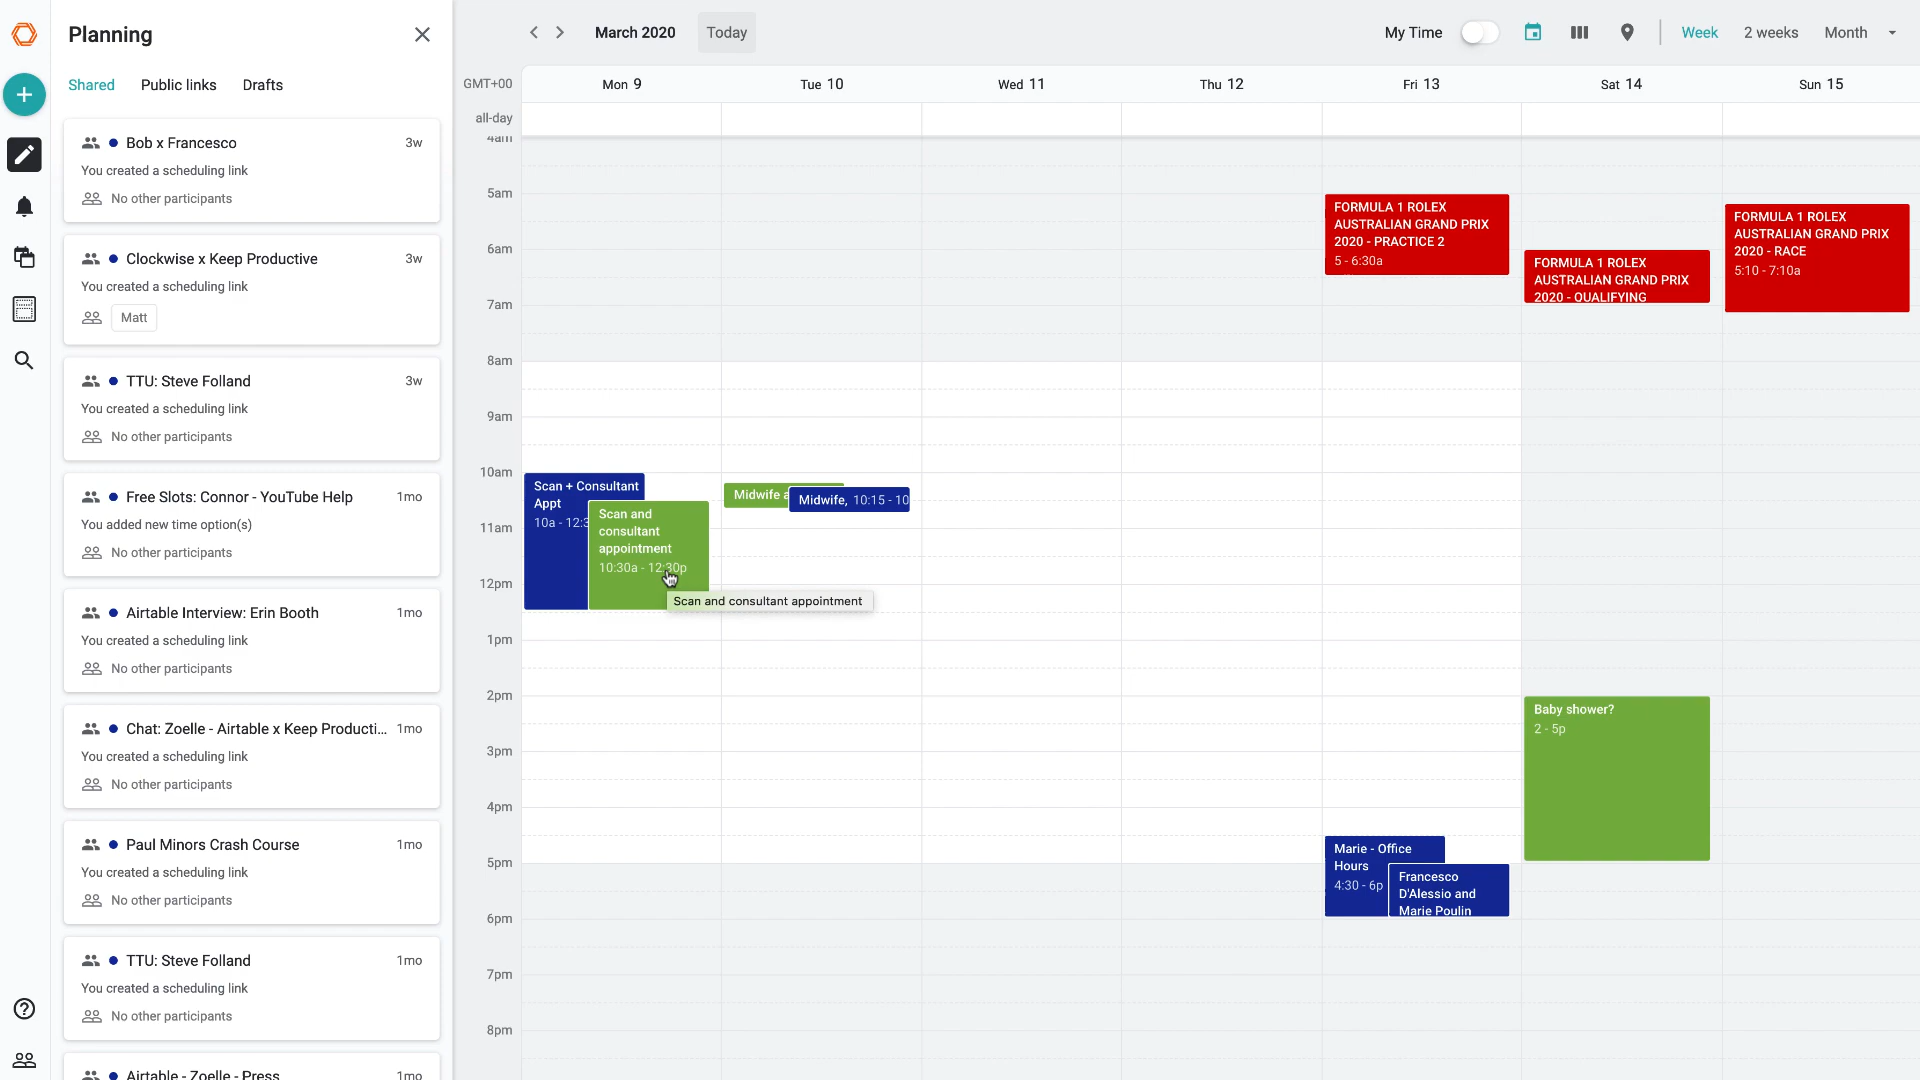 Planning
Shared Public links Drafts
Bob x Francesco 3w
You created a scheduling link
No other participants
Clockwise x Keep Productive 3w
You created a scheduling link
Matt
TTU: Steve Folland 3w
You created a scheduling link
No other participants
Free Slots: Connor - YouTube Help 1mo
You added new time option(s)
No other participants
Airtable Interview: Erin Booth 1mo
You created a scheduling link
No other participants
Chat: Zoelle - Airtable x Keep Producti... 1mo
You created a scheduling link
No other participants
Paul Minors Crash Course 1mo
You created a scheduling link
No other participants
TTU: Steve Folland 1mo
You created a scheduling link
No other participants
Airtable - Zoelle - Press 1mo
March 2020 Today My Time Week 2 weeks Month
GMT+00 Mon 9 Tue 10 Wed 11 Thu 12 Fri 13 Sat 14 Sun 15
all-day
4am
5am
6am
7am
8am
9am
10am
11am
12pm
1pm
2pm
3pm
4pm
5pm
6pm
7pm
8pm
Scan + Consultant
Appt
10a - 12:3
Scan and
consultant
appointment
10:30a - 12:30p
Scan and consultant appointment
Midwife a
Midwife, 10:15 - 10
FORMULA 1 ROLEX
AUSTRALIAN GRAND PRIX
2020 - PRACTICE 2
5 - 6:30a
Marie - Office
Hours
4:30 - 6p
Francesco
D'Alessio and
Marie Poulin
FORMULA 1 ROLEX
AUSTRALIAN GRAND PRIX
2020 - QUALIFYING
Baby shower?
2 - 5p
FORMULA 1 ROLEX
AUSTRALIAN GRAND PRIX
2020 - RACE
5:10 - 7:10a